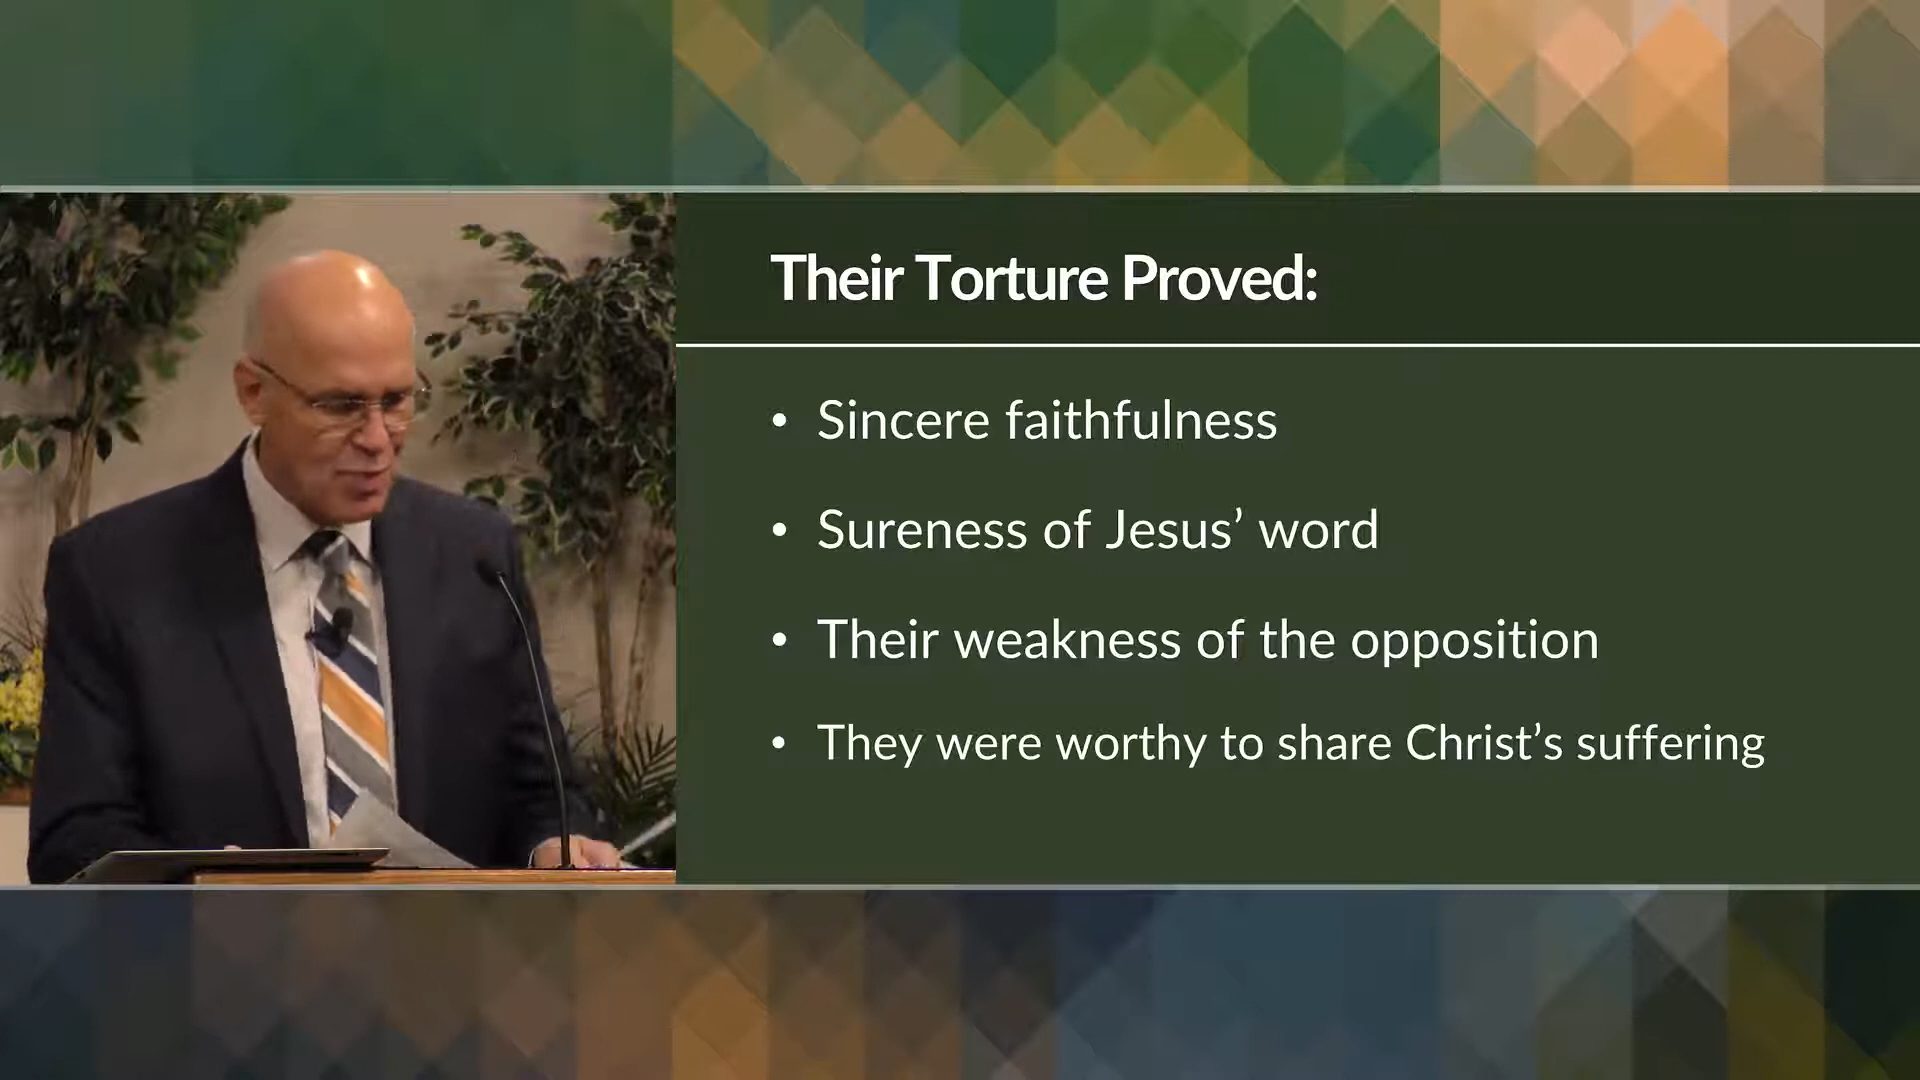 Their Torture Proved:
• Sincere faithfulness
• Sureness of Jesus’ word
• Their weakness of the opposition
• They were worthy to share Christ’s suffering